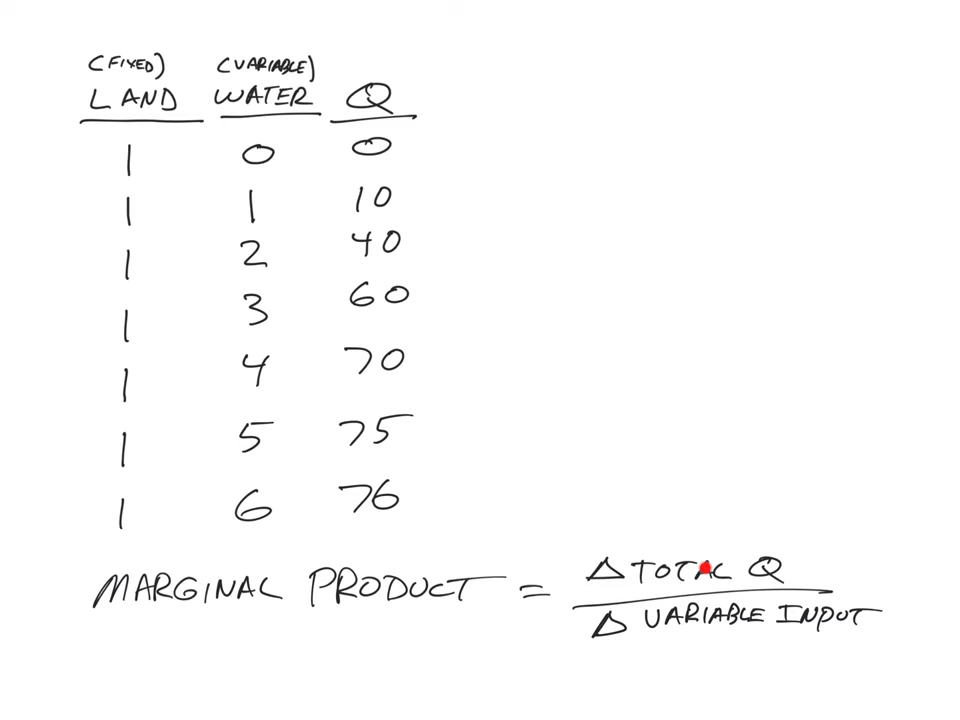 (FIXED) (VARIABLE)
LAND WATER Q
1 0 0
1 1 10
1 2 40
1 3 60
1 4 70
1 5 75
1 6 76
MARGINAL PRODUCT = Δ TOTAL Q
Δ VARIABLE INPUT